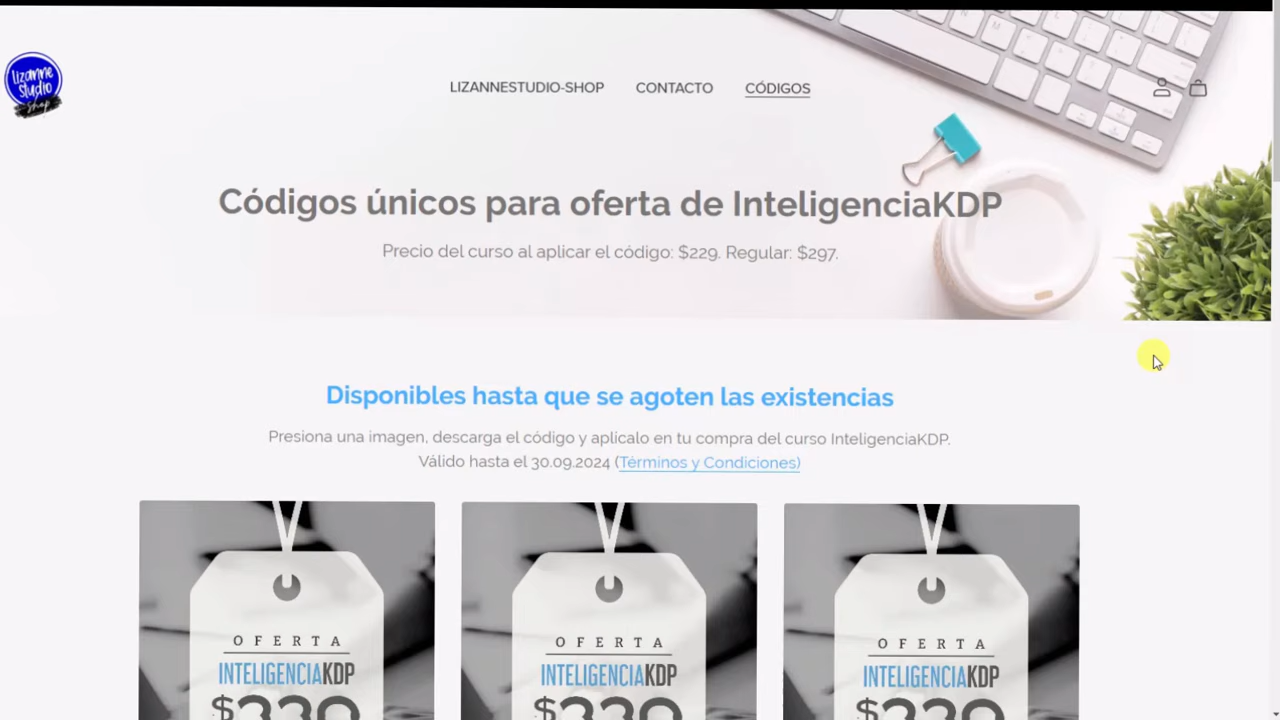 lizanne
studio
shop
LIZANNESTUDIO-SHOP CONTACTO CÓDIGOS
Códigos únicos para oferta de InteligenciaKDP
Precio del curso al aplicar el código: $229. Regular: $297.
Disponibles hasta que se agoten las existencias
Presiona una imagen, descarga el código y aplícalo en tu compra del curso InteligenciaKDP.
Válido hasta el 30.09.2024 (Términos y Condiciones)
OFERTA OFERTA OFERTA
INTELIGENCIAKDP INTELIGENCIAKDP INTELIGENCIAKDP